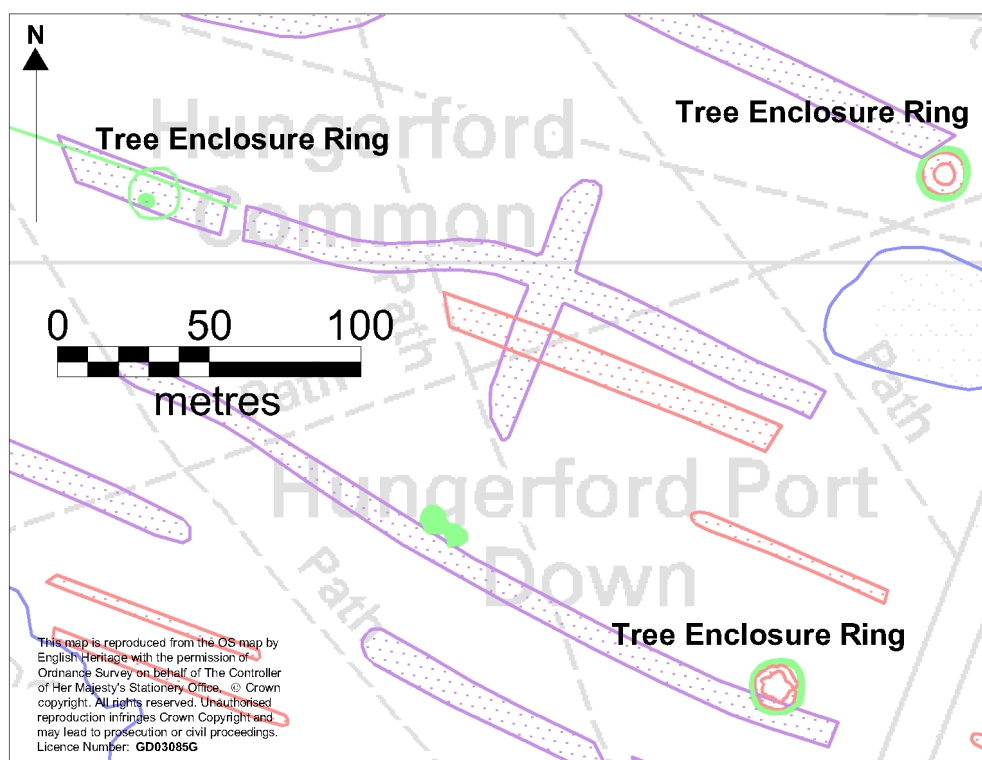 N
Hungerford
Common
Tree Enclosure Ring
Tree Enclosure Ring
0 50 100
metres
Path
Path
Path
Hungerford Port
Down
Path
Tree Enclosure Ring
This map is reproduced from the OS map by
English Heritage with the permission of
Ordnance Survey on behalf of The Controller
of Her Majesty's Stationery Office, © Crown
copyright. All rights reserved. Unauthorised
reproduction infringes Crown Copyright and
may lead to prosecution or civil proceedings.
Licence Number: GD03085G